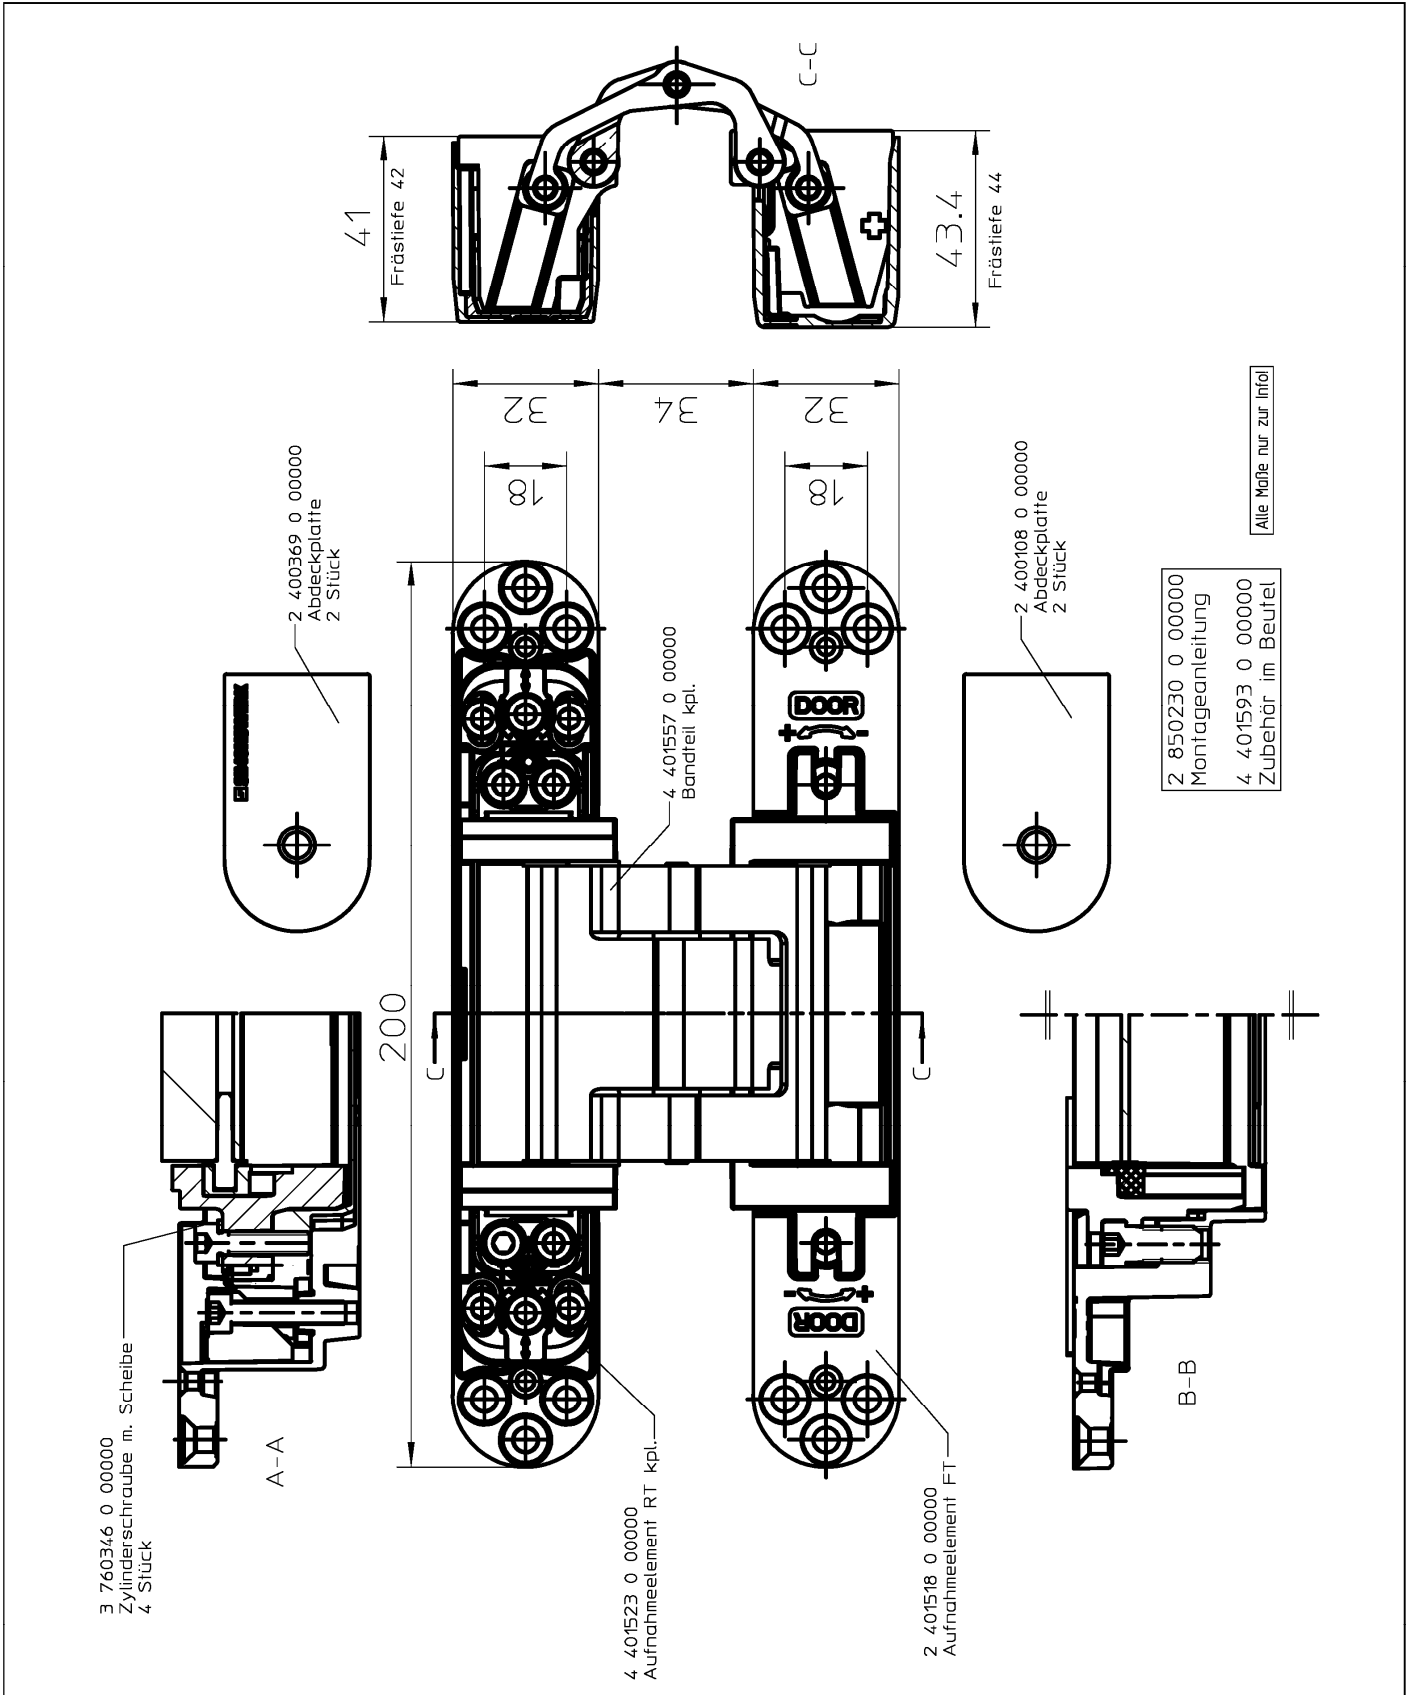 3 760346 0 00000
Zylinderschraube m. Scheibe
4 Stück
A-A
4 401523 0 00000
Aufnahmeelement RT kpl.
2 401518 0 00000
Aufnahmeelement FT
B-B
200
C
C
DOOR
+
-
DOOR
+
-
4 401557 0 00000
Bandteil kpl.
2 400369 0 00000
Abdeckplatte
2 Stück
SIMONSWERK
2 400108 0 00000
Abdeckplatte
2 Stück
2 850230 0 00000
Montageanleitung
4 401593 0 00000
Zubehör im Beutel
Alle Maße nur zur Info!
32
34
32
18
18
41
Frästiefe 42
43.4
Frästiefe 44
C-C